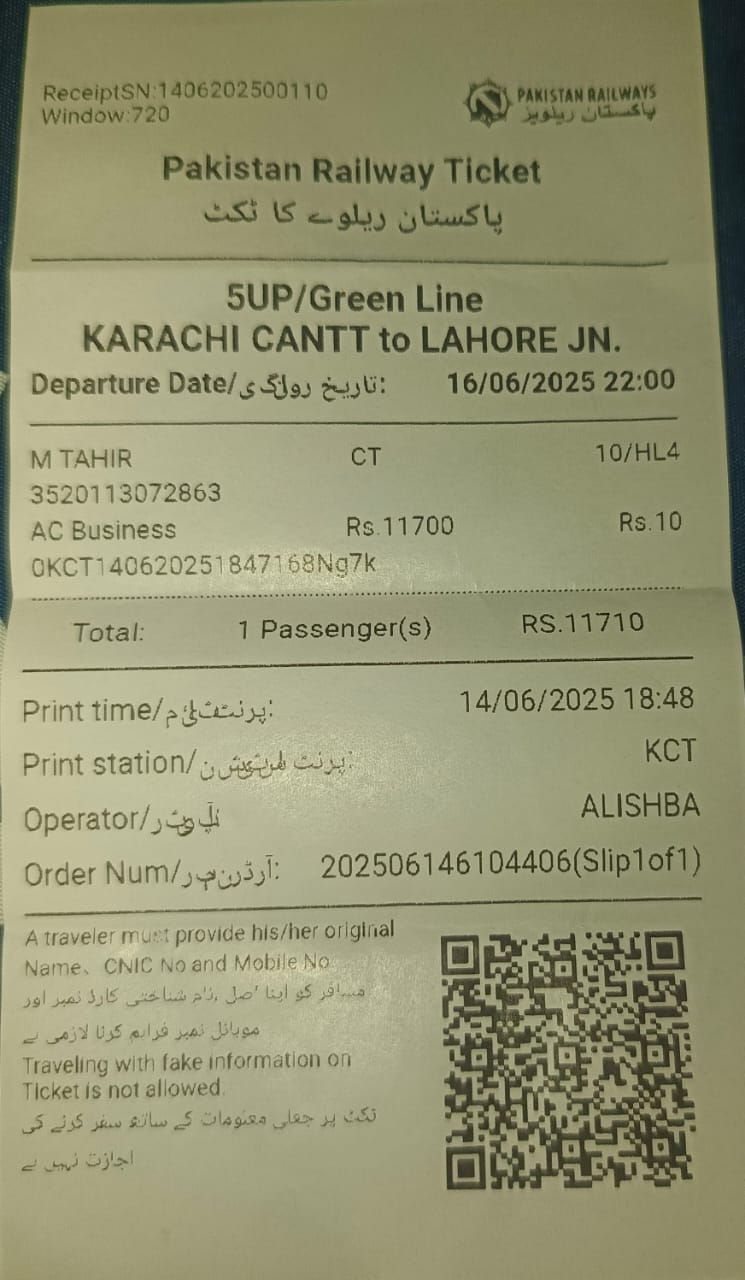 ReceiptSN:1406202500110
Window:720
PAKISTAN RAILWAYS
پاکستان ریلویز
Pakistan Railway Ticket
پاکستان ریلوے کا ٹکٹ
5UP/Green Line
KARACHI CANTT to LAHORE JN.
Departure Date/تاریخ روانگی: 16/06/2025 22:00
M TAHIR CT 10/HL4
3520113072863
AC Business Rs.11700 Rs.10
0KCT140620251847168Ng7k
Total: 1 Passenger(s) RS.11710
Print time/پرنٹ ٹائم: 14/06/2025 18:48
Print station/پرنٹ KCT
Operator/ ALISHBA
Order Num/آرڈر نمبر: 202506146104406(Slip1of1)
A traveler must provide his/her original
Name、CNIC No and Mobile No
مسافر کو اپنا اصل نام شناختی کارڈ نمبر اور
موبائل نمبر فراہم کرنا لازمی ہے
Traveling with fake information on
Ticket is not allowed.
ٹکٹ پر جعلی معلومات کے ساتھ سفر کرنے کی
اجازت نہیں ہے